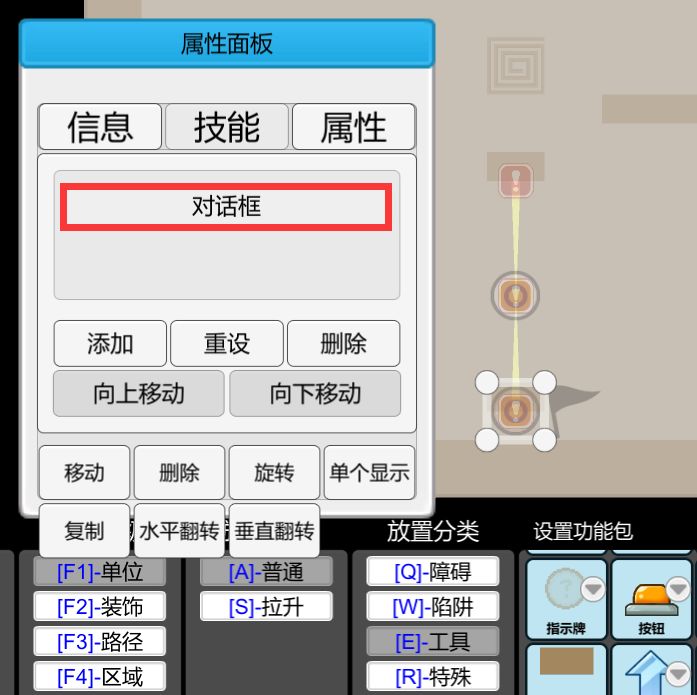 属性面板
信息 技能 属性
对话框
添加 重设 删除
向上移动 向下移动
移动 删除 旋转 单个显示
复制 水平翻转 垂直翻转
放置分类 设置功能包
[F1]-单位 [A]-普通 [Q]-障碍
[F2]-装饰 [S]-拉升 [W]-陷阱
指示牌 按钮
[F3]-路径 [E]-工具
[F4]-区域 [R]-特殊